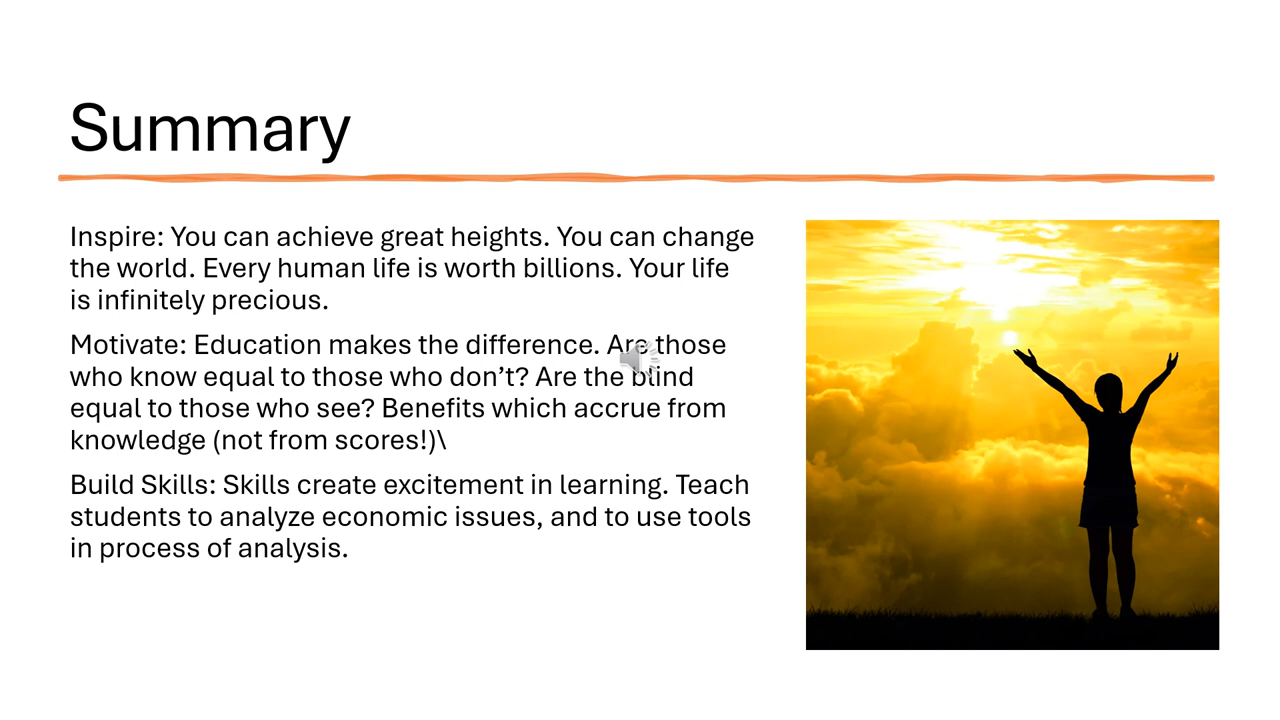 Summary
Inspire: You can achieve great heights. You can change
the world. Every human life is worth billions. Your life
is infinitely precious.
Motivate: Education makes the difference. Are those
who know equal to those who don’t? Are the blind
equal to those who see? Benefits which accrue from
knowledge (not from scores!)\
Build Skills: Skills create excitement in learning. Teach
students to analyze economic issues, and to use tools
in process of analysis.